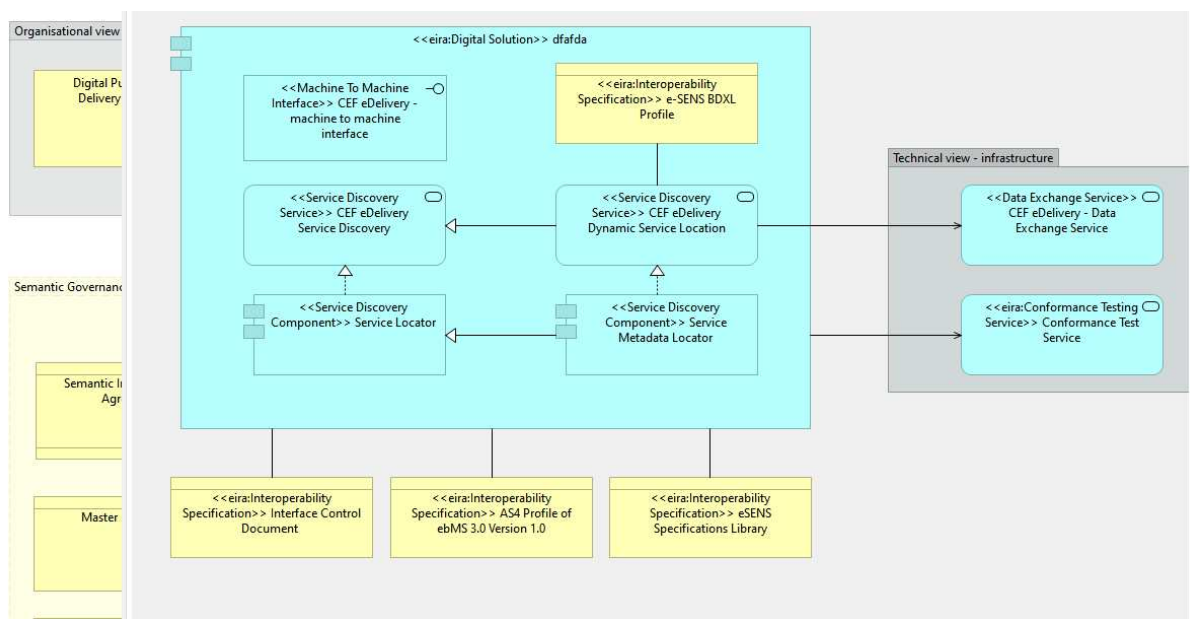 Organisational view
Digital Pu
Delivery
Semantic Governanc
Semantic I
Agr
Master
<<eira:Digital Solution>> dfafda
<<Machine To Machine
Interface>> CEF eDelivery -
machine to machine
interface
<<eira:Interoperability
Specification>> e-SENS BDXL
Profile
<<Service Discovery
Service>> CEF eDelivery
Service Discovery
<<Service Discovery
Service>> CEF eDelivery
Dynamic Service Location
<<Service Discovery
Component>> Service Locator
<<Service Discovery
Component>> Service
Metadata Locator
Technical view - infrastructure
<<Data Exchange Service>>
CEF eDelivery - Data
Exchange Service
<<eira:Conformance Testing
Service>> Conformance Test
Service
<<eira:Interoperability
Specification>> Interface Control
Document
<<eira:Interoperability
Specification>> AS4 Profile of
ebMS 3.0 Version 1.0
<<eira:Interoperability
Specification>> eSENS
Specifications Library